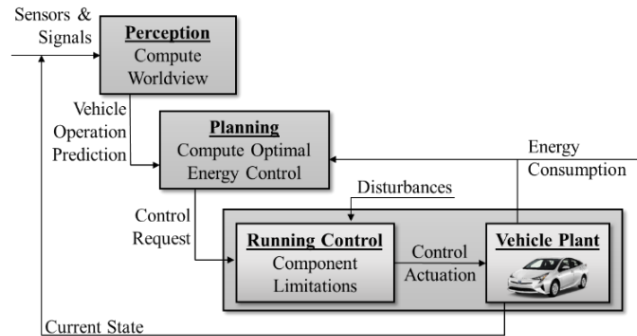 Sensors &
Signals
Perception
Compute
Worldview
Vehicle
Operation
Prediction
Planning
Compute Optimal
Energy Control
Energy
Consumption
Disturbances
Control
Request
Running Control
Component
Limitations
Control
Actuation
Vehicle Plant
Current State